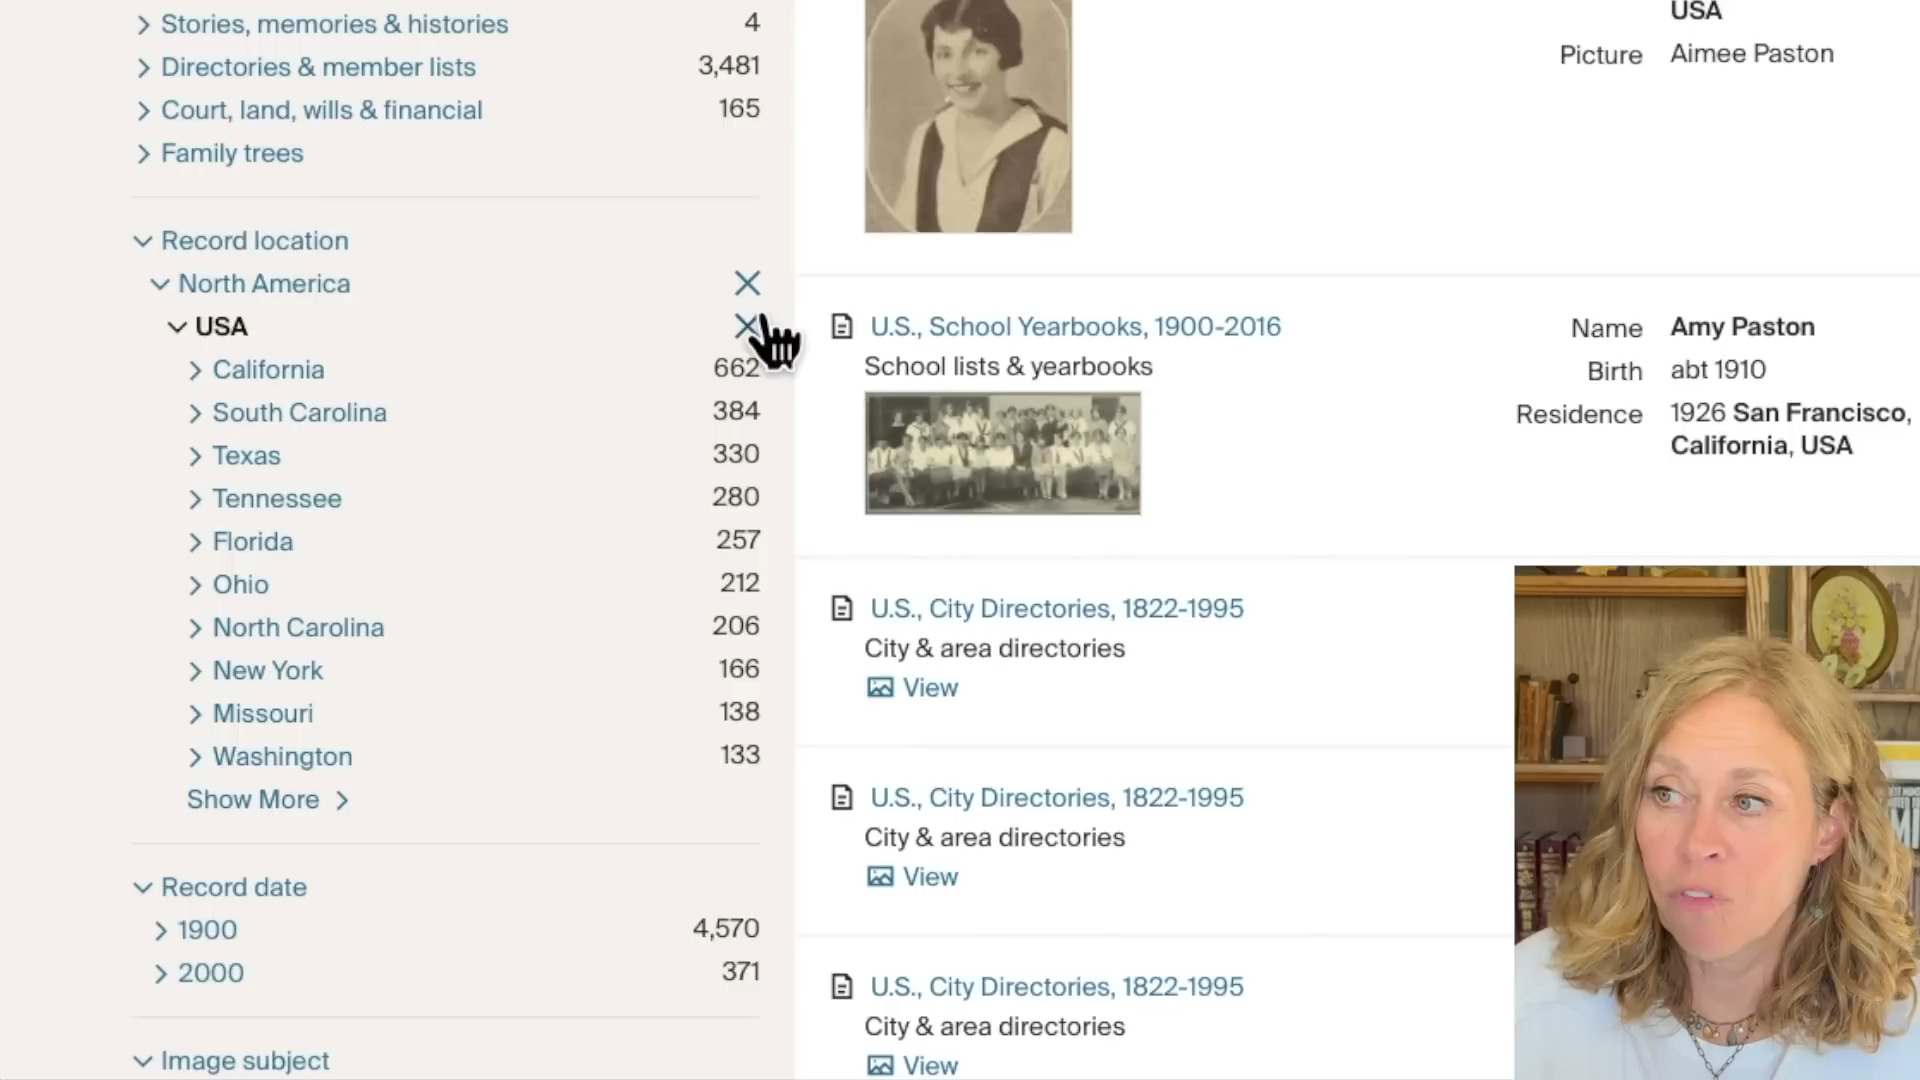 Stories, memories & histories 4
Directories & member lists 3,481
Court, land, wills & financial 165
Family trees
Record location
North America
USA
California 662
South Carolina 384
Texas 330
Tennessee 280
Florida 257
Ohio 212
North Carolina 206
New York 166
Missouri 138
Washington 133
Show More
Record date
1900 4,570
2000 371
Image subject
USA
Picture Aimee Paston
U.S., School Yearbooks, 1900-2016
School lists & yearbooks
Name Amy Paston
Birth abt 1910
Residence 1926 San Francisco,
California, USA
U.S., City Directories, 1822-1995
City & area directories
View
U.S., City Directories, 1822-1995
City & area directories
View
U.S., City Directories, 1822-1995
City & area directories
View